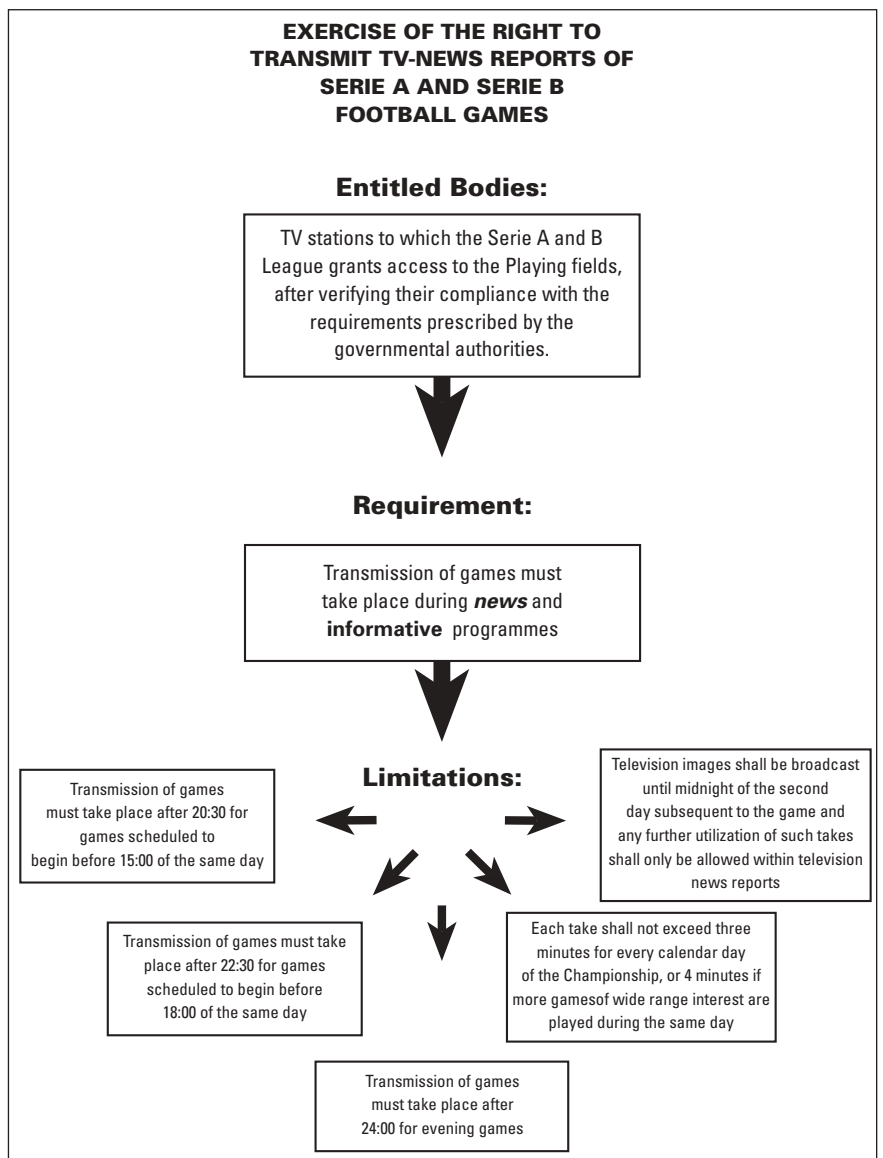 EXERCISE OF THE RIGHT TO
TRANSMIT TV-NEWS REPORTS OF
SERIE A AND SERIE B
FOOTBALL GAMES
Entitled Bodies:
TV stations to which the Serie A and B
League grants access to the Playing fields,
after verifying their compliance with the
requirements prescribed by the
governmental authorities.
Requirement:
Transmission of games must
take place during news and
informative programmes
Limitations:
Transmission of games
must take place after 20:30 for
games scheduled to
begin before 15:00 of the same day
Television images shall be broadcast
until midnight of the second
day subsequent to the game and
any further utilization of such takes
shall only be allowed within television
news reports
Transmission of games must take
place after 22:30 for games
scheduled to begin before
18:00 of the same day
Each take shall not exceed three
minutes for every calendar day
of the Championship, or 4 minutes if
more gamesof wide range interest are
played during the same day
Transmission of games
must take place after
24:00 for evening games